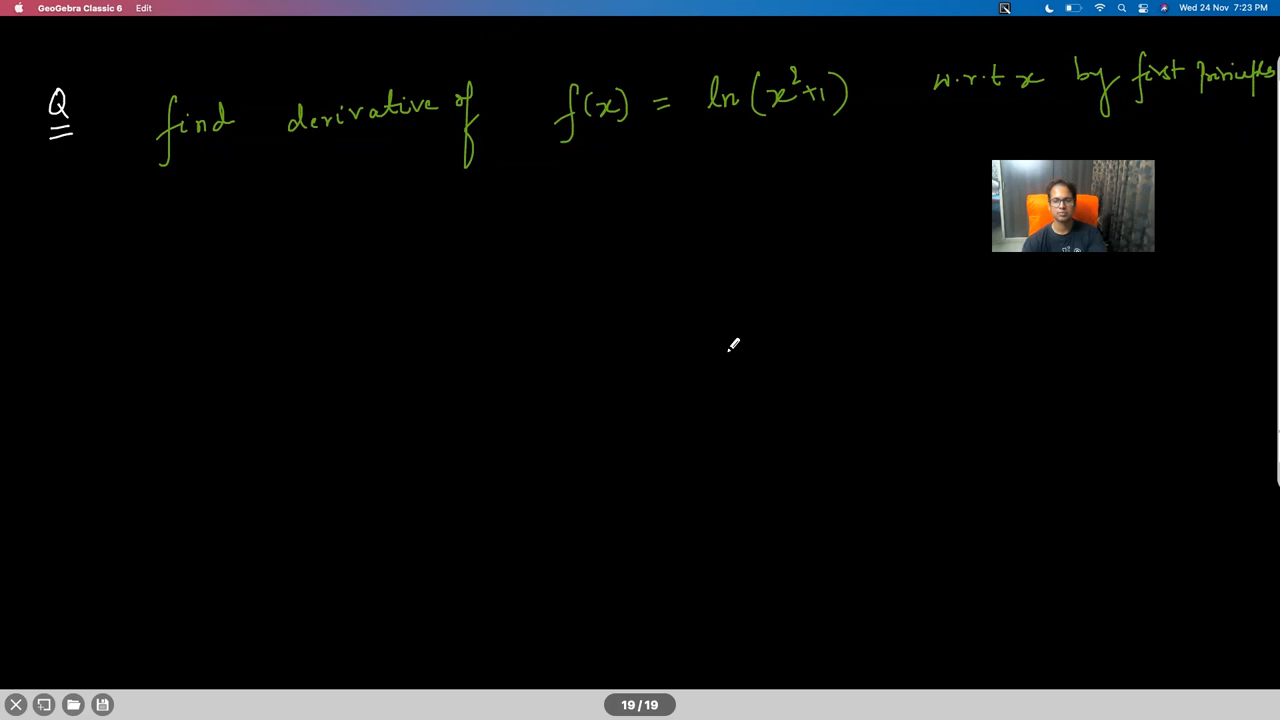 GeoGebra Classic 6 Edit Wed 24 Nov 7:23 PM
Q find derivative of f(x) = ln(x²+1) w.r.t x by first principles
19 / 19